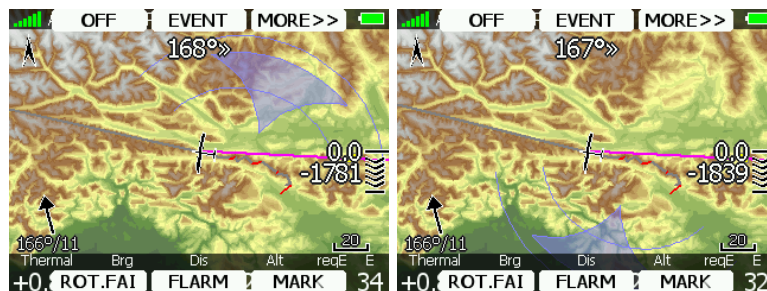 OFF EVENT MORE>>
168°»
0.0
-1781
166°/11
20
Thermal Brg Dis Alt reqE E
+0. ROT.FAI FLARM MARK 34
OFF EVENT MORE>>
167°»
0.0
-1839
166°/11
20
Thermal Brg Dis Alt reqE E
+0. ROT.FAI FLARM MARK 32